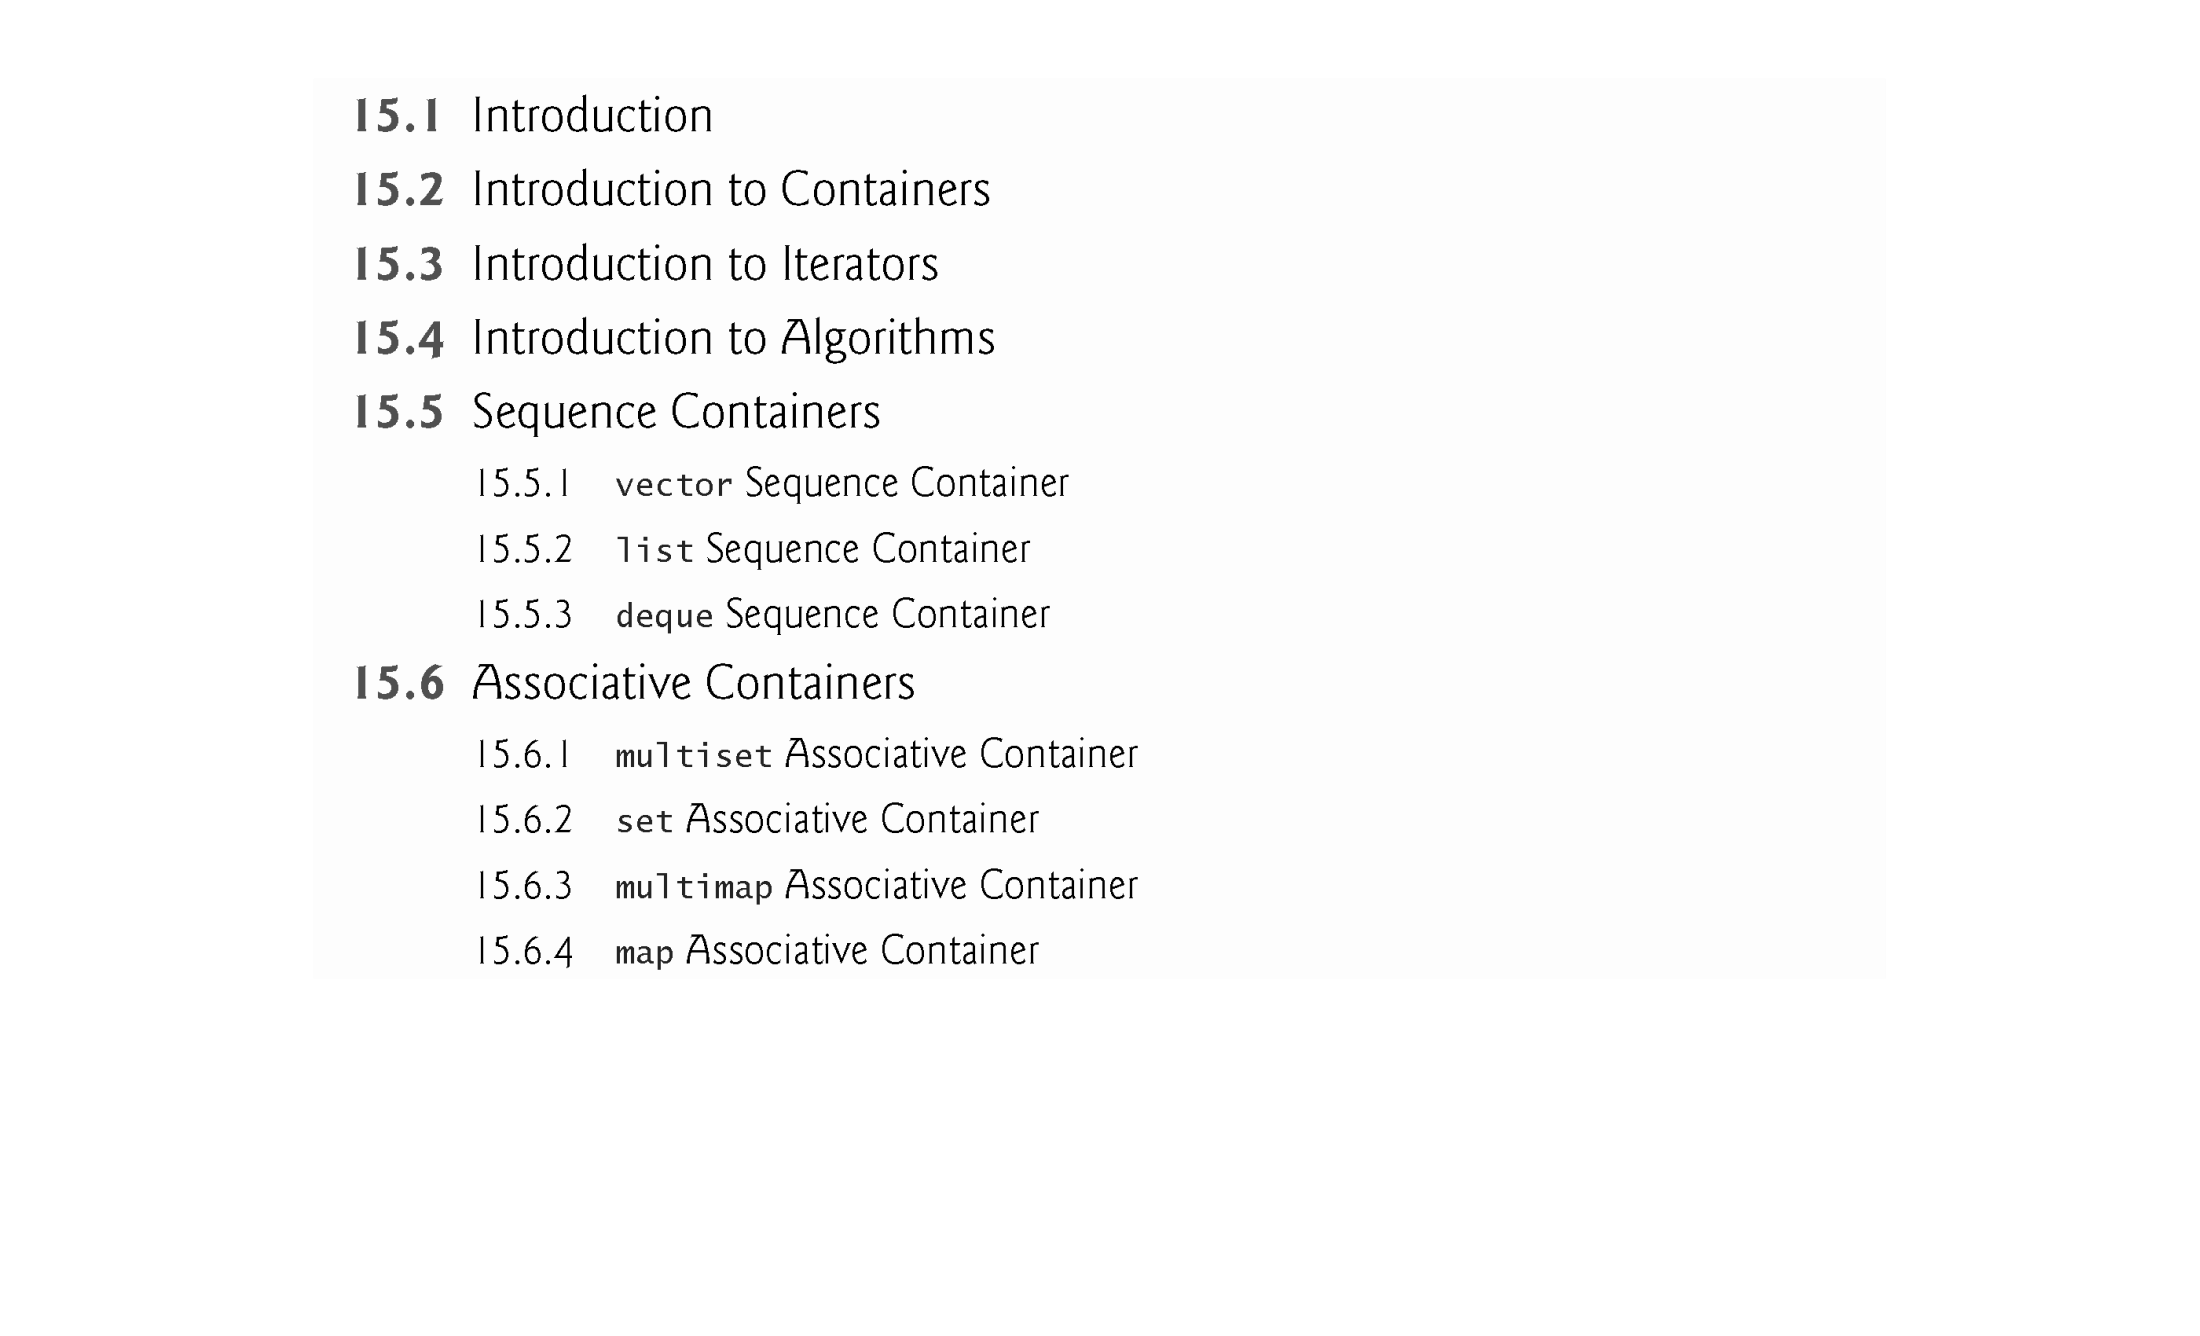 15.1 Introduction
15.2 Introduction to Containers
15.3 Introduction to Iterators
15.4 Introduction to Algorithms
15.5 Sequence Containers
15.5.1 vector Sequence Container
15.5.2 list Sequence Container
15.5.3 deque Sequence Container
15.6 Associative Containers
15.6.1 multiset Associative Container
15.6.2 set Associative Container
15.6.3 multimap Associative Container
15.6.4 map Associative Container